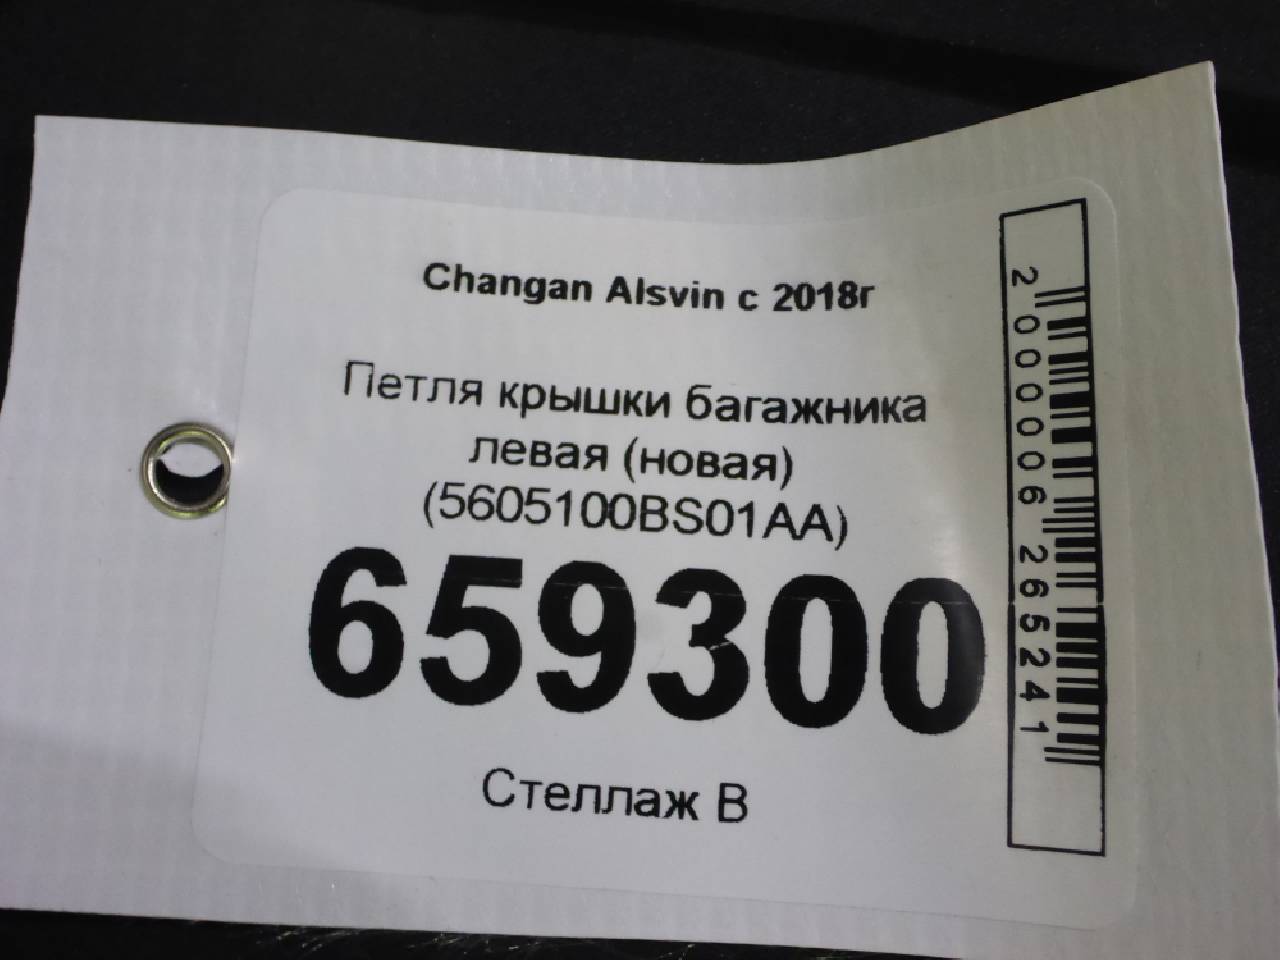 Changan Alsvin с 2018г
Петля крышки багажника
левая (новая)
(5605100BS01AA)
659300
Стеллаж В
2000006265241